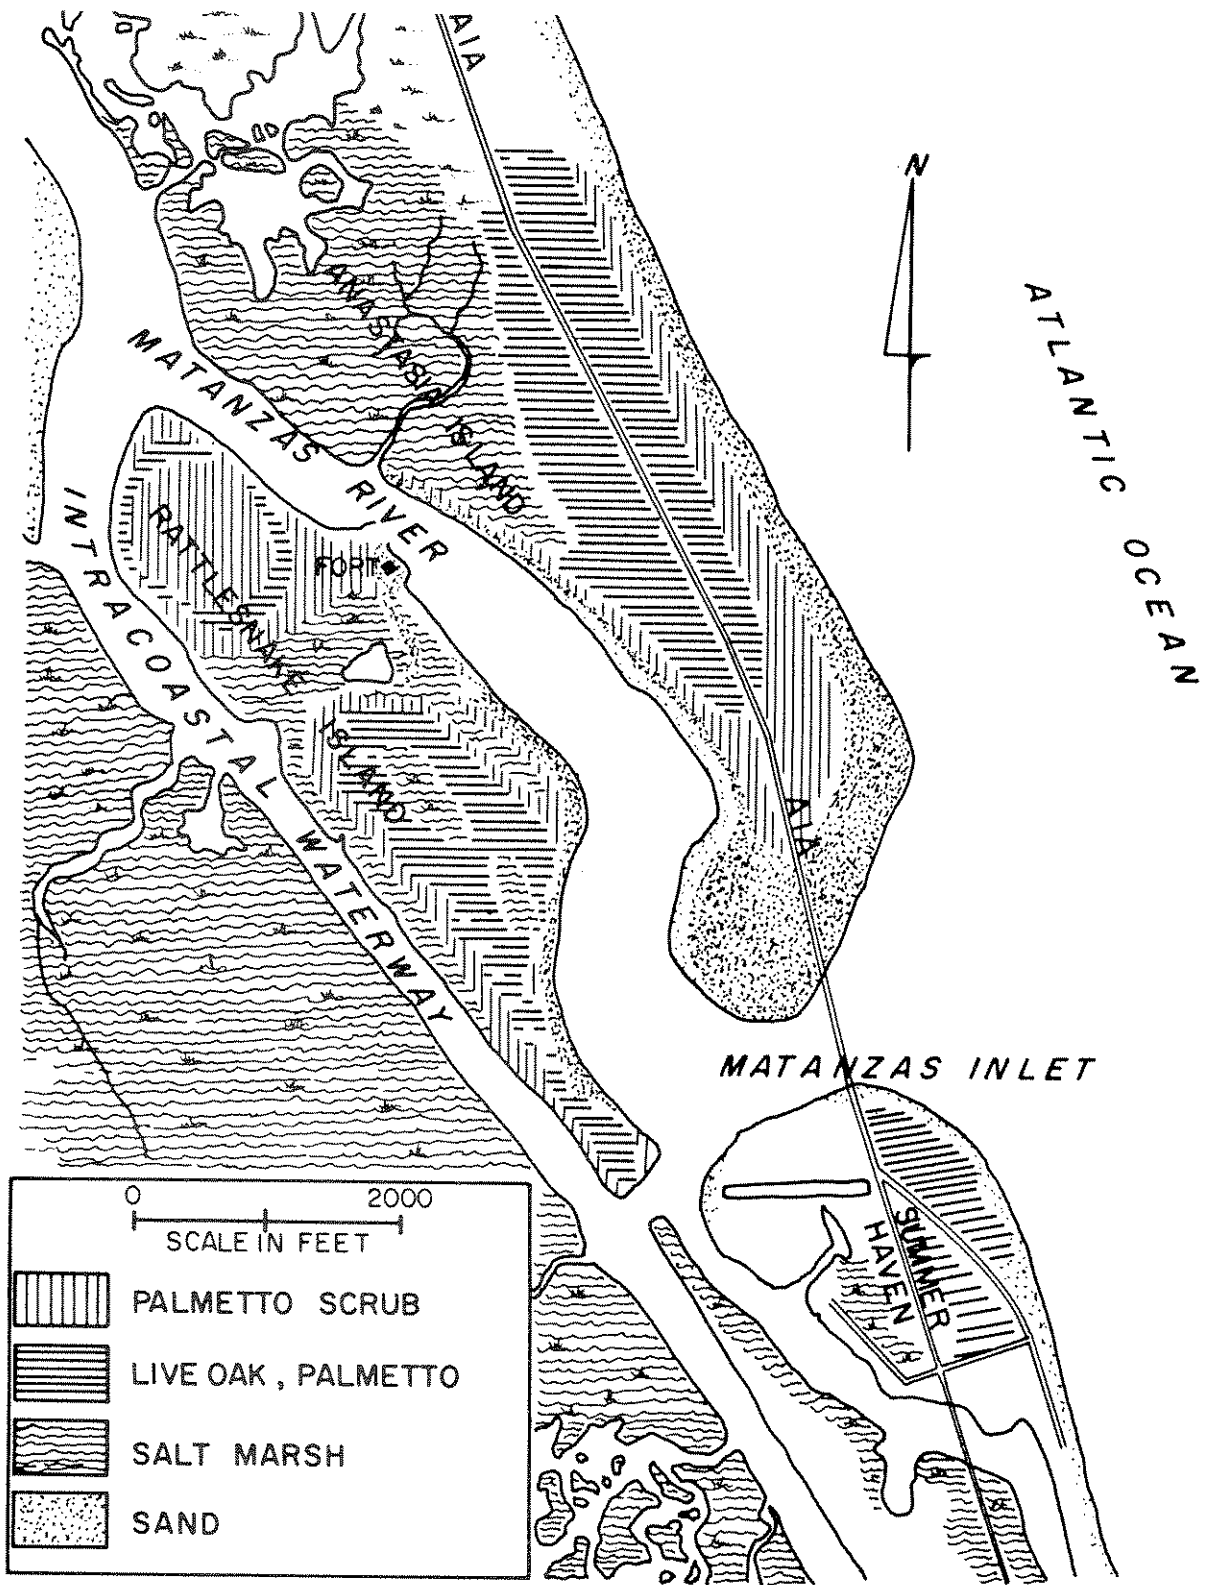 A1A
N
ATLANTIC OCEAN
ANASTASIA ISLAND
MATANZAS RIVER
INTRACOASTAL WATERWAY
RATTLESNAKE ISLAND
FORT
A1A
MATANZAS INLET
SUMMER
HAVEN
0 2000
SCALE IN FEET
PALMETTO SCRUB
LIVE OAK, PALMETTO
SALT MARSH
SAND